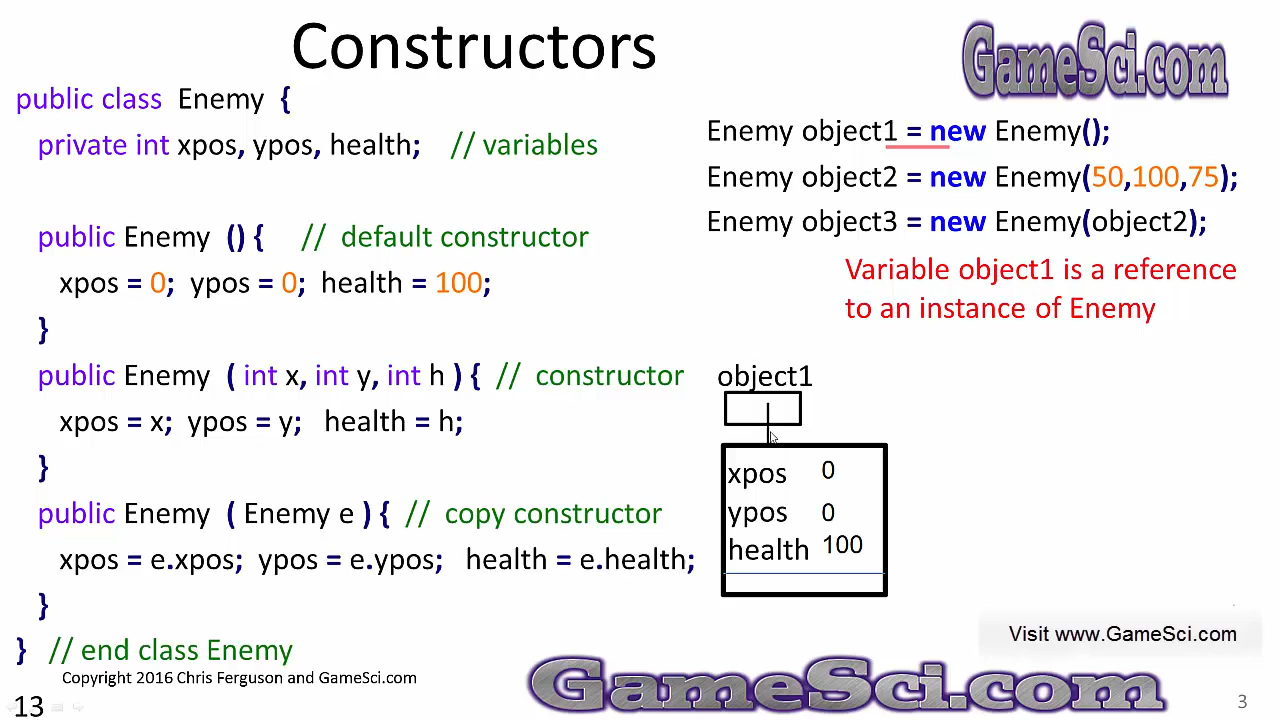 Constructors
GameSci.com
public class Enemy {
private int xpos, ypos, health; // variables
public Enemy () { // default constructor
xpos = 0; ypos = 0; health = 100;
}
public Enemy ( int x, int y, int h ) { // constructor
xpos = x; ypos = y; health = h;
}
public Enemy ( Enemy e ) { // copy constructor
xpos = e.xpos; ypos = e.ypos; health = e.health;
}
} // end class Enemy
Enemy object1 = new Enemy();
Enemy object2 = new Enemy(50,100,75);
Enemy object3 = new Enemy(object2);
Variable object1 is a reference
to an instance of Enemy
object1
xpos 0
ypos 0
health 100
Visit www.GameSci.com
Copyright 2016 Chris Ferguson and GameSci.com
GameSci.com
13
3